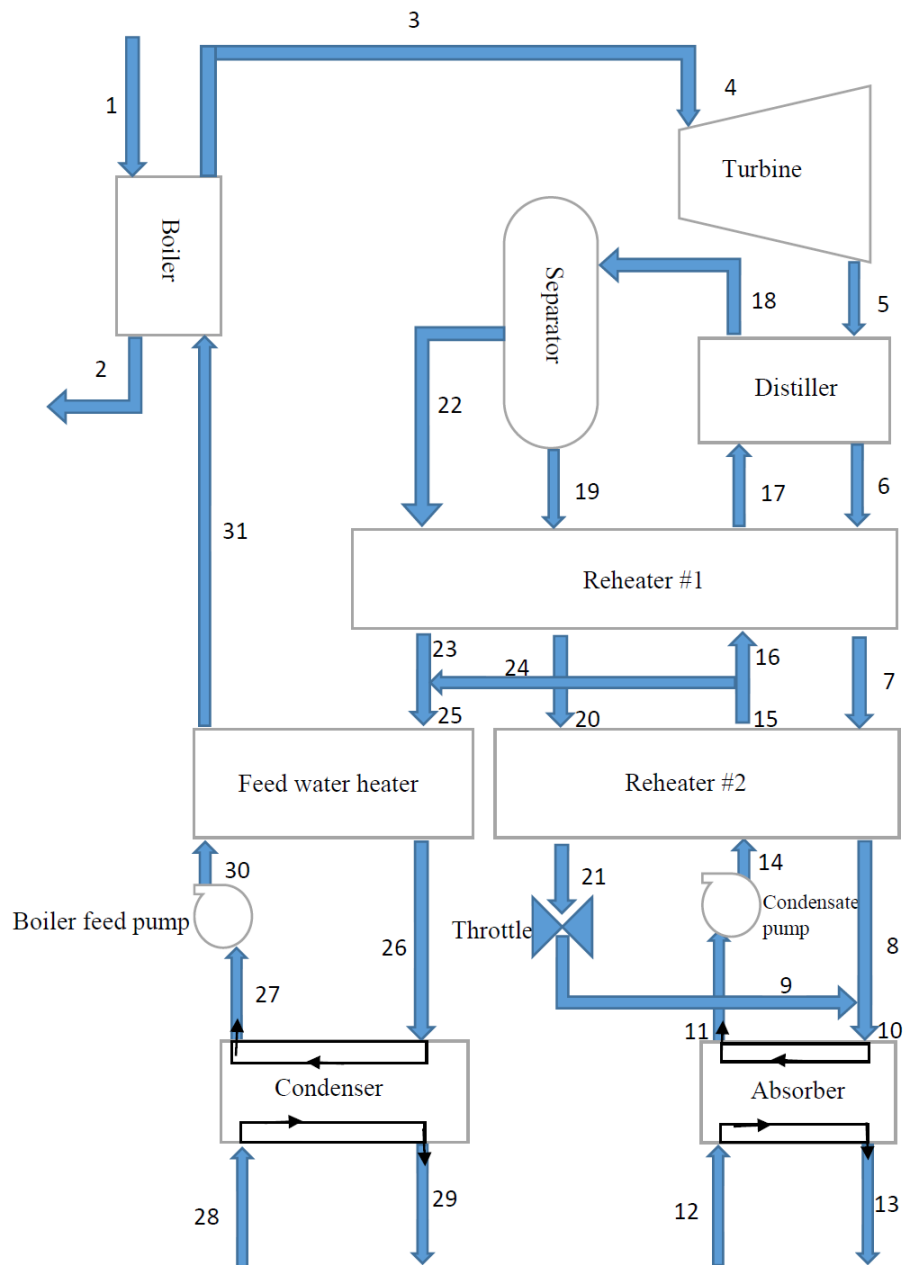 3
1
4
Turbine
Boiler
Separator
18
5
2
Distiller
22
19
17
6
31
Reheater #1
23
16
24
7
25
20
15
Feed water heater
Reheater #2
30
14
21
Boiler feed pump
Condensate
pump
Throttle
26
8
27
9
11
10
Condenser
Absorber
28
29
12
13